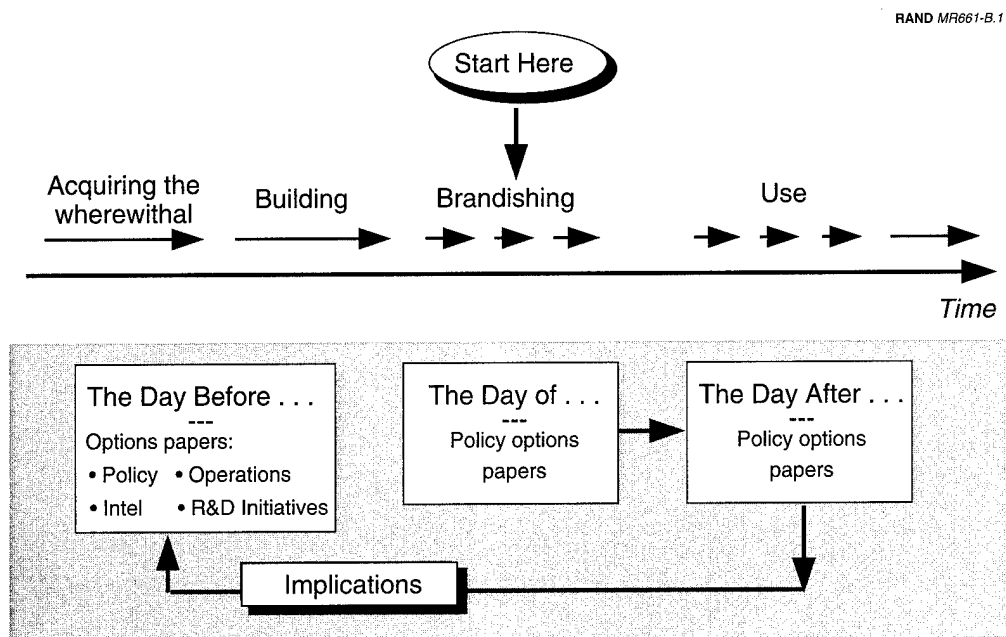 RAND MR661-B.1
Start Here
Acquiring the
wherewithal
Building
Brandishing
Use
Time
The Day Before . . .
---
Options papers:
• Policy • Operations
• Intel • R&D Initiatives
The Day of . . .
---
Policy options
papers
The Day After . . .
---
Policy options
papers
Implications